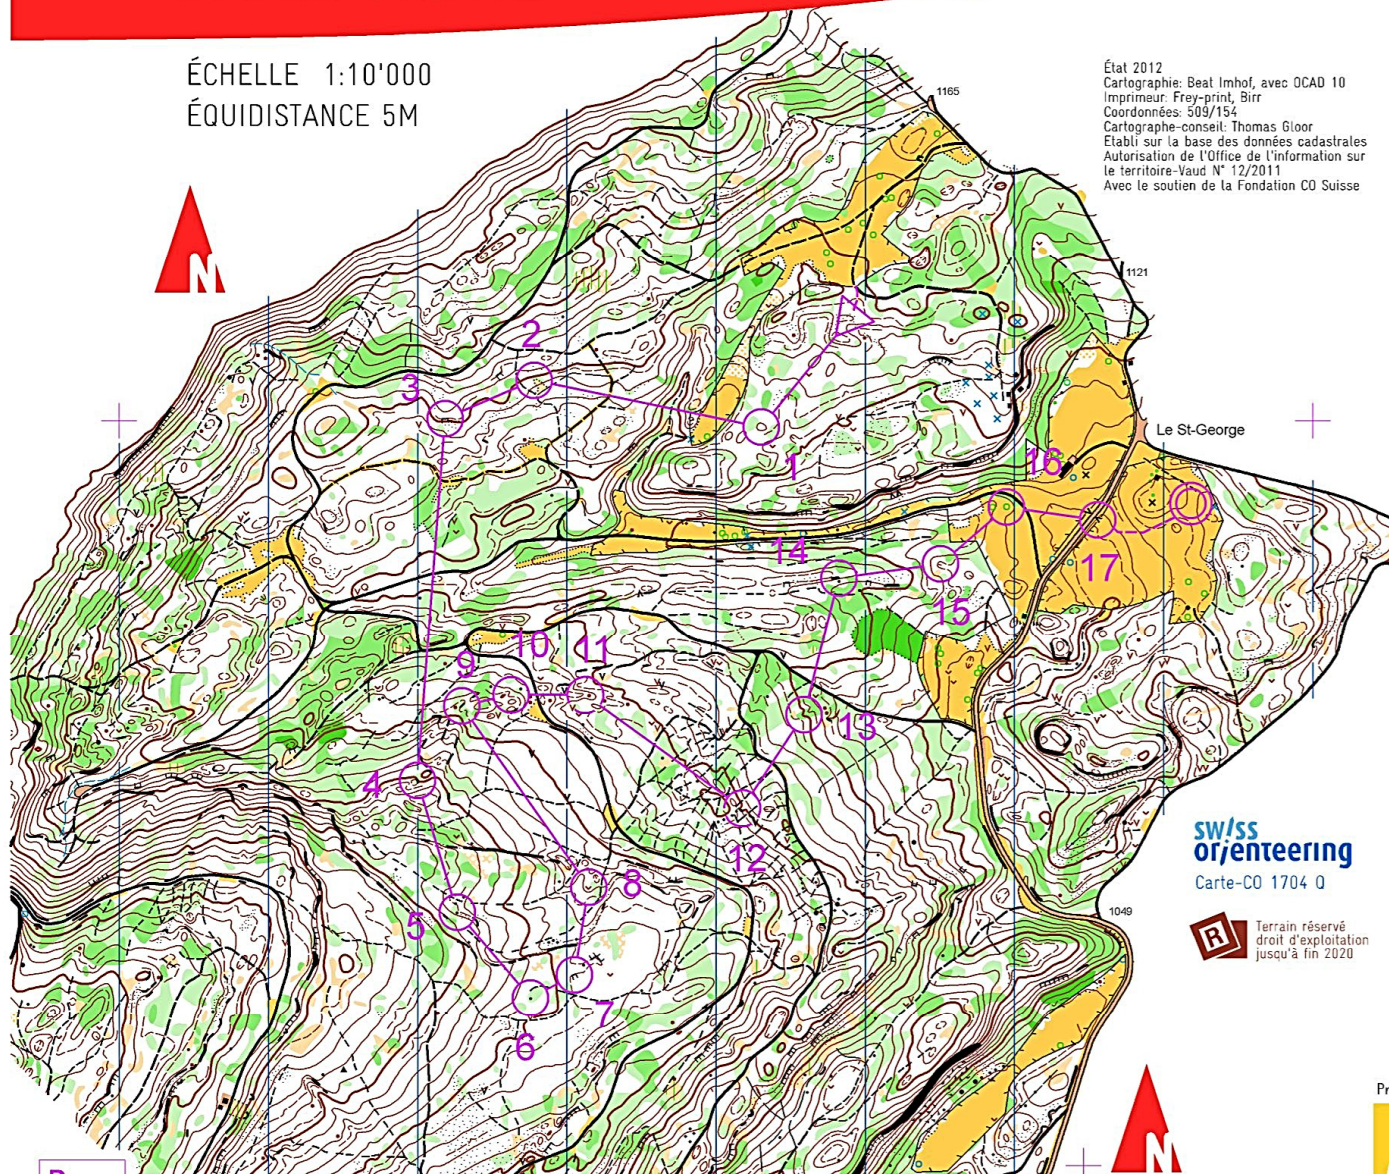 ÉCHELLE 1:10'000
ÉQUIDISTANCE 5M
État 2012
Cartographie: Beat Imhof, avec OCAD 10
Imprimeur: Frey-print, Birr
Coordonnées: 509/154
Cartographe-conseil: Thomas Gloor
Etabli sur la base des données cadastrales
Autorisation de l'Office de l'information sur
le territoire-Vaud N° 12/2011
Avec le soutien de la Fondation CO Suisse
1165
N
1121
2
3
Le St-George
1
16
14
17
15
10
11
9
13
4
12
8
5
7
6
swiss
orienteering
Carte-CO 1704 Q
1049
R
Terrain réservé
droit d'exploitation
jusqu'à fin 2020
N